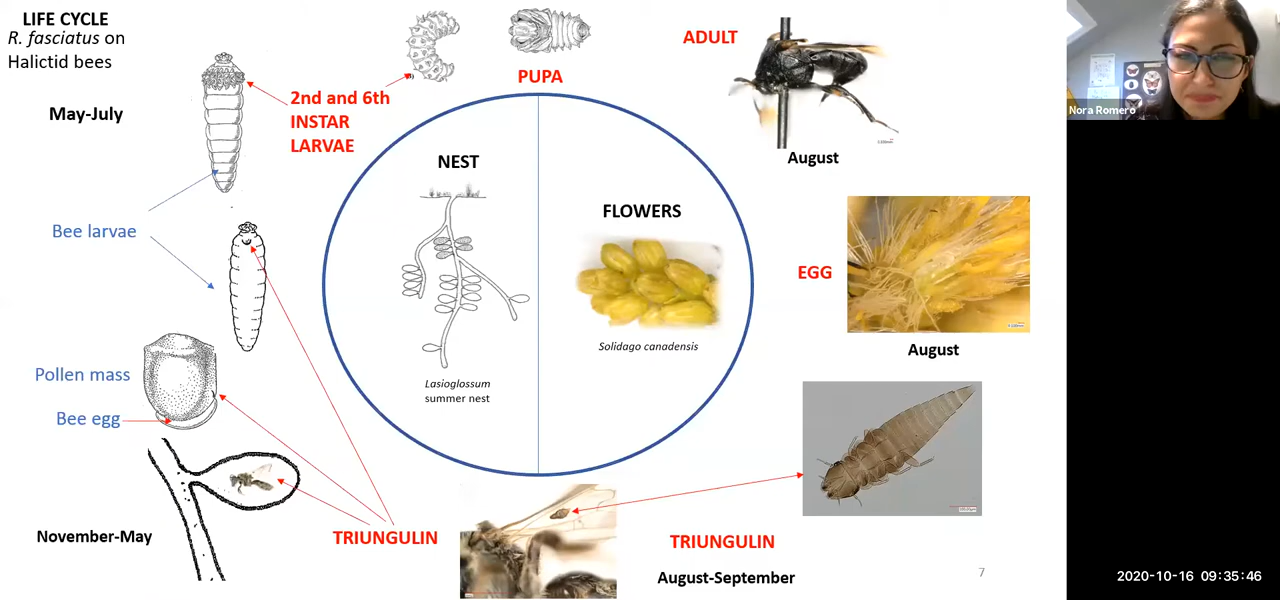 LIFE CYCLE
R. fasciatus on
Halictid bees
May-July
2nd and 6th
INSTAR
LARVAE
PUPA
ADULT
August
Bee larvae
NEST
FLOWERS
EGG
August
Solidago canadensis
Lasioglossum
summer nest
Pollen mass
Bee egg
November-May
TRIUNGULIN
TRIUNGULIN
August-September
7
Nora Romero
2020-10-16 09:35:46